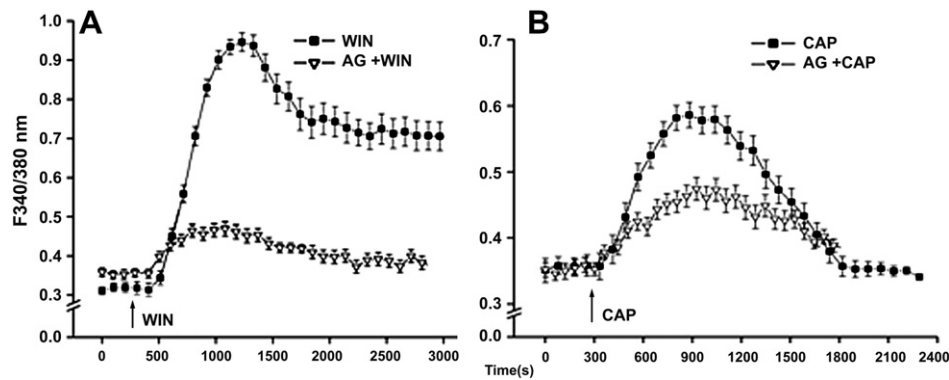 A
WIN
AG +WIN
F340/380 nm
1.0
0.9
0.8
0.7
0.6
0.5
0.4
0.3
0.0
WIN
0 500 1000 1500 2000 2500 3000
B
CAP
AG +CAP
0.7
0.6
0.5
0.4
0.3
0.0
CAP
Time(s) 0 300 600 900 1200 1500 1800 2100 2400